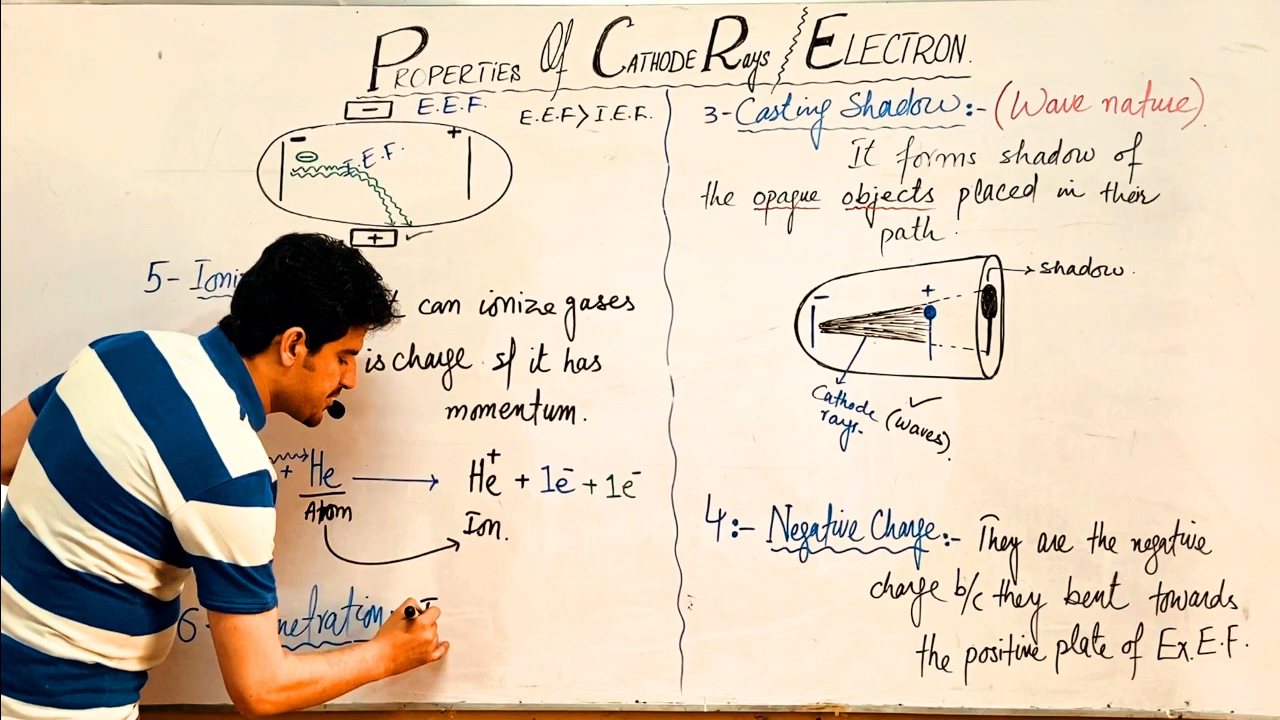 PROPERTIES Of CATHODE Rays / ELECTRON.
- E.E.F.
E.E.F > I.E.F.
- +
- I.E.F.
+
5- Ioni
can ionize gases
is charge
it has
momentum.
+ He → He+ + 1e- + 1e-
Atom
Ion.
6- netration:- I
3- Casting Shadow:- (Wave nature)
It forms shadow of
the opaque objects placed in their
path.
shadow.
- +
Cathode
rays- (waves)
4:- Negative Charge:- They are the negative
charge b/c they bent towards
the positive plate of Ex.E.F.